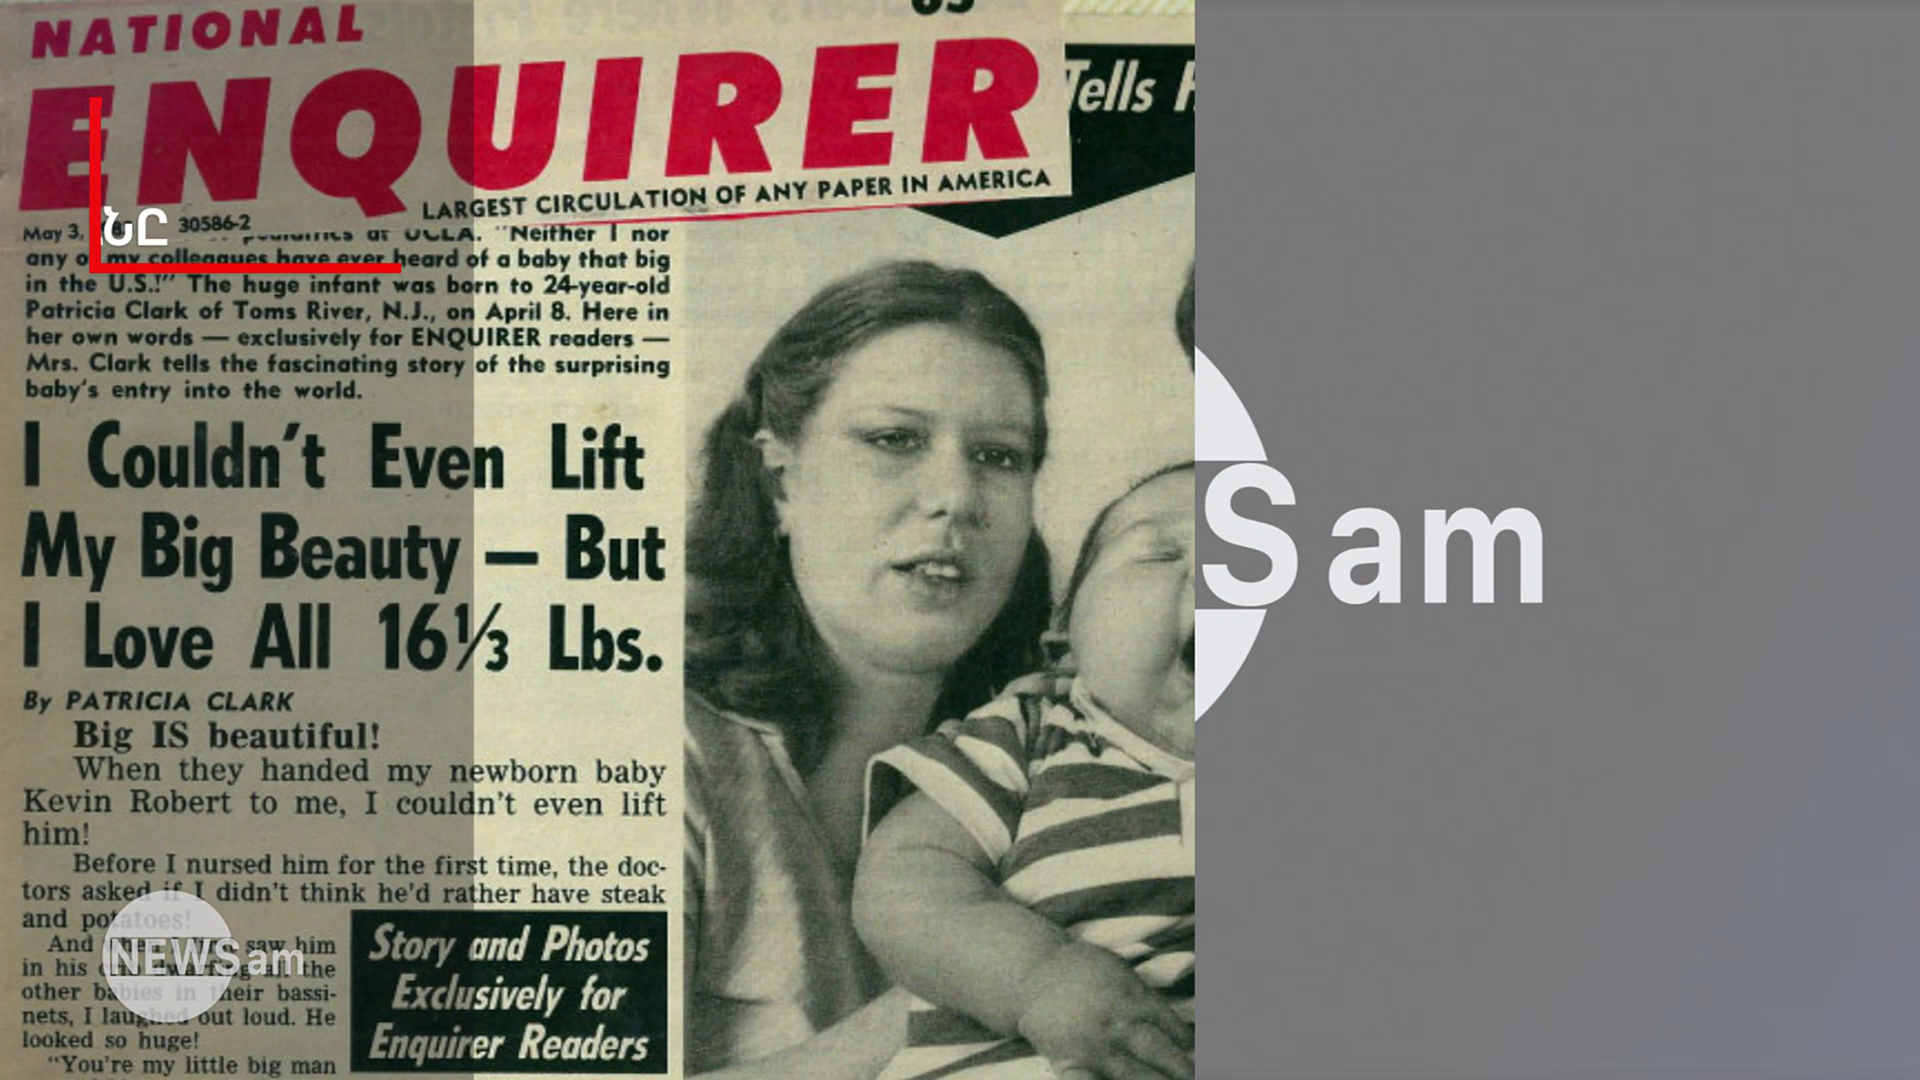 NATIONAL
ENQUIRER
LARGEST CIRCULATION OF ANY PAPER IN AMERICA
Tells
May 3,
30586-2
ՆԸ
at UCLA. "Neither I nor
any of my colleagues have ever heard of a baby that big
in the U.S.!" The huge infant was born to 24-year-old
Patricia Clark of Toms River, N.J., on April 8. Here in
her own words — exclusively for ENQUIRER readers —
Mrs. Clark tells the fascinating story of the surprising
baby's entry into the world.
I Couldn't Even Lift
My Big Beauty — But
I Love All 16⅓ Lbs.
By PATRICIA CLARK
Big IS beautiful!
When they handed my newborn baby
Kevin Robert to me, I couldn't even lift
him!
Before I nursed him for the first time, the doc-
tors asked if I didn't think he'd rather have steak
and potatoes!
And when I first saw him
in his crib dwarfing all the
other babies in their bassi-
nets, I laughed out loud. He
looked so huge!
"You're my little big man
Story and Photos
Exclusively for
Enquirer Readers
NEWS am
S am